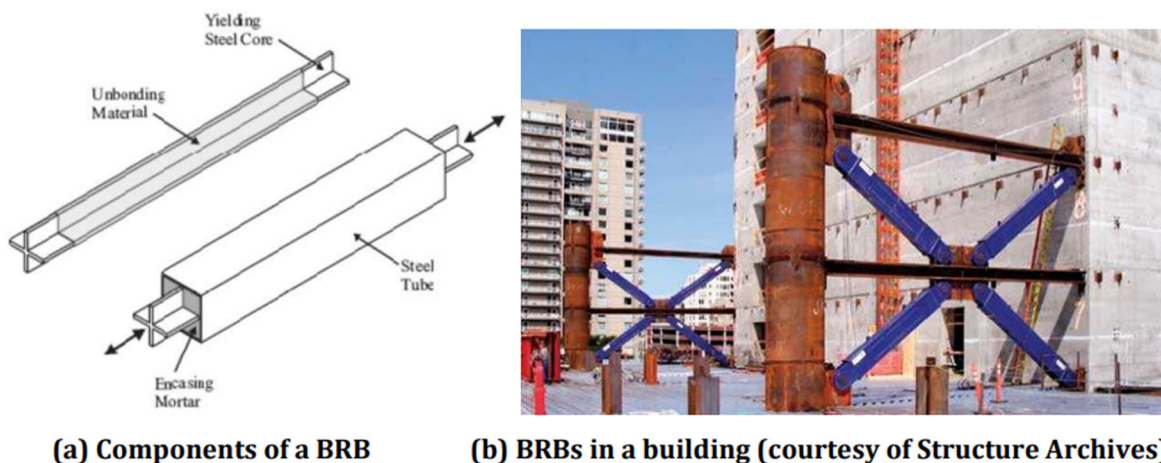 Yielding
Steel Core
Unbonding
Material
Steel
Tube
Encasing
Mortar
(a) Components of a BRB
(b) BRBs in a building (courtesy of Structure Archives)